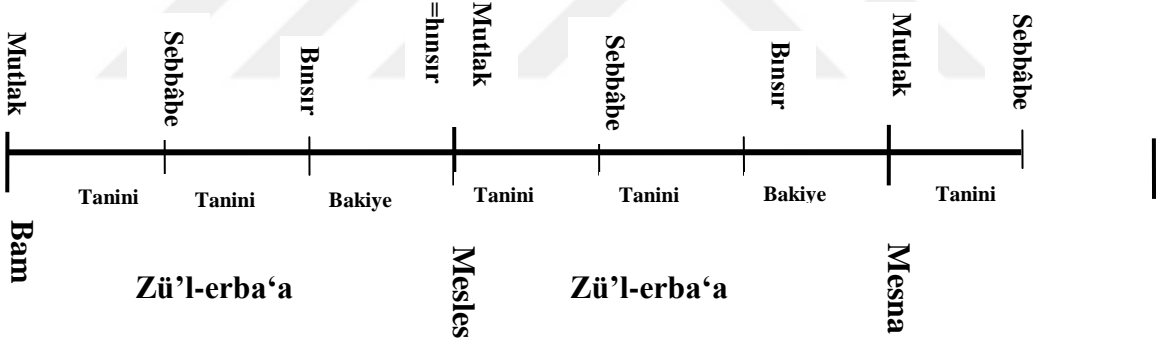 Mutlak
Sebbâbe
Bınsır
=hınsır
Mutlak
Sebbâbe
Bınsır
Mutlak
Sebbâbe
Tanini
Tanini
Bakiye
Tanini
Tanini
Bakiye
Tanini
Bam
Zü’l-erba‘a
Mesles
Zü’l-erba‘a
Mesna